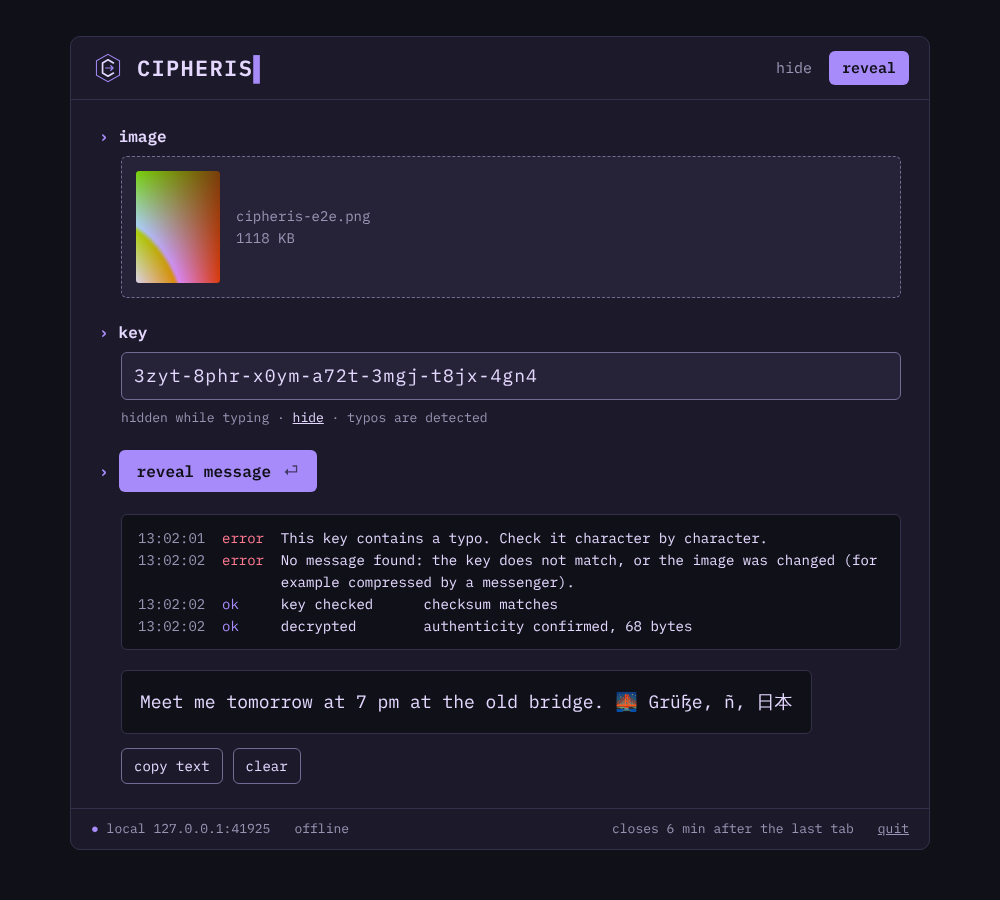 CIPHERIS
hide
reveal
› image
cipheris-e2e.png
1118 KB
› key
3zyt-8phr-x0ym-a72t-3mgj-t8jx-4gn4
hidden while typing · hide · typos are detected
› reveal message ⏎
13:02:01 error This key contains a typo. Check it character by character.
13:02:02 error No message found: the key does not match, or the image was changed (for
example compressed by a messenger).
13:02:02 ok key checked checksum matches
13:02:02 ok decrypted authenticity confirmed, 68 bytes
Meet me tomorrow at 7 pm at the old bridge. 🌉 Grüße, ñ, 日本
copy text
clear
● local 127.0.0.1:41925 offline closes 6 min after the last tab quit